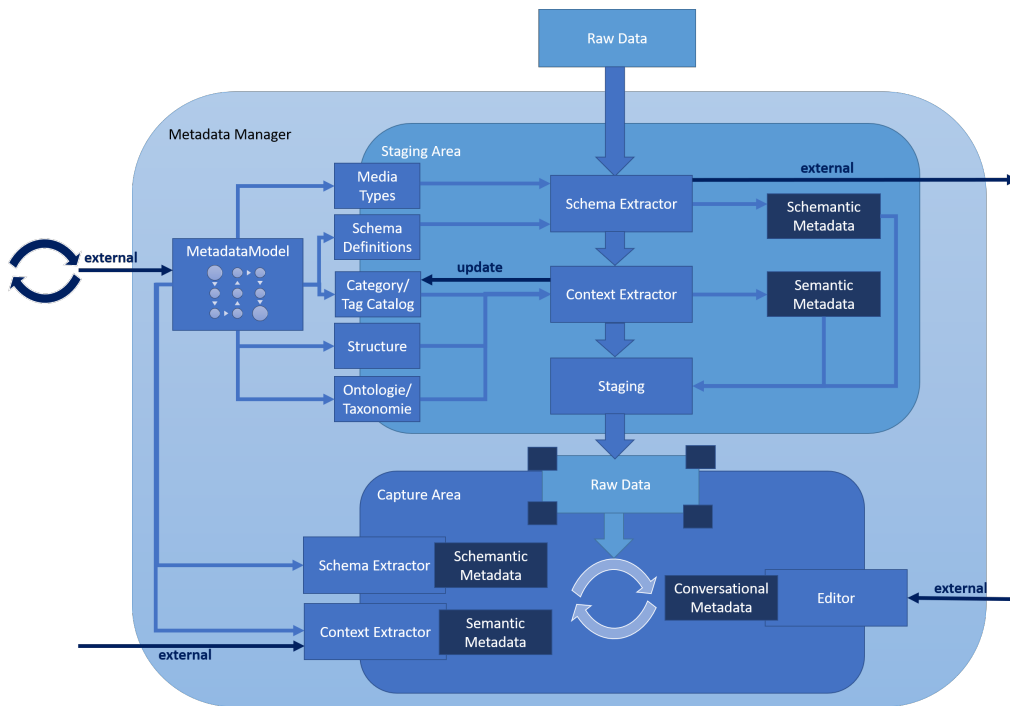 Raw Data
Metadata Manager
Staging Area
Media
Types
external
Schema Extractor
Schemantic
Metadata
Schema
Definitions
MetadataModel
external
update
Category/
Tag Catalog
Context Extractor
Semantic
Metadata
Structure
Staging
Ontologie/
Taxonomie
Raw Data
Capture Area
Schema Extractor
Schemantic
Metadata
Conversational
Metadata
Editor
external
Context Extractor
Semantic
Metadata
external